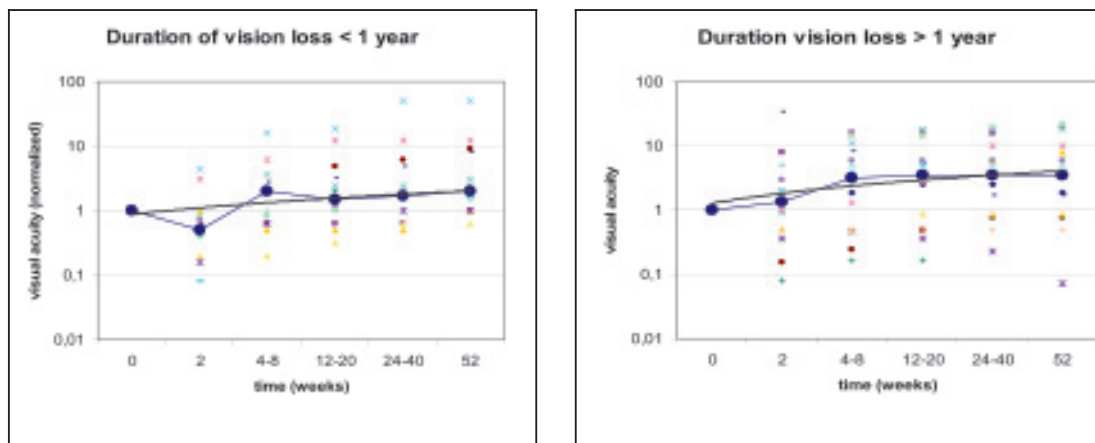 Duration of vision loss < 1 year
visual acuity (normalized)
100
10
1
0,1
0,01
0 2 4-8 12-20 24-40 52
time (weeks)
Duration vision loss > 1 year
visual acuity
100
10
1
0,1
0,01
0 2 4-8 12-20 24-40 52
time (weeks)